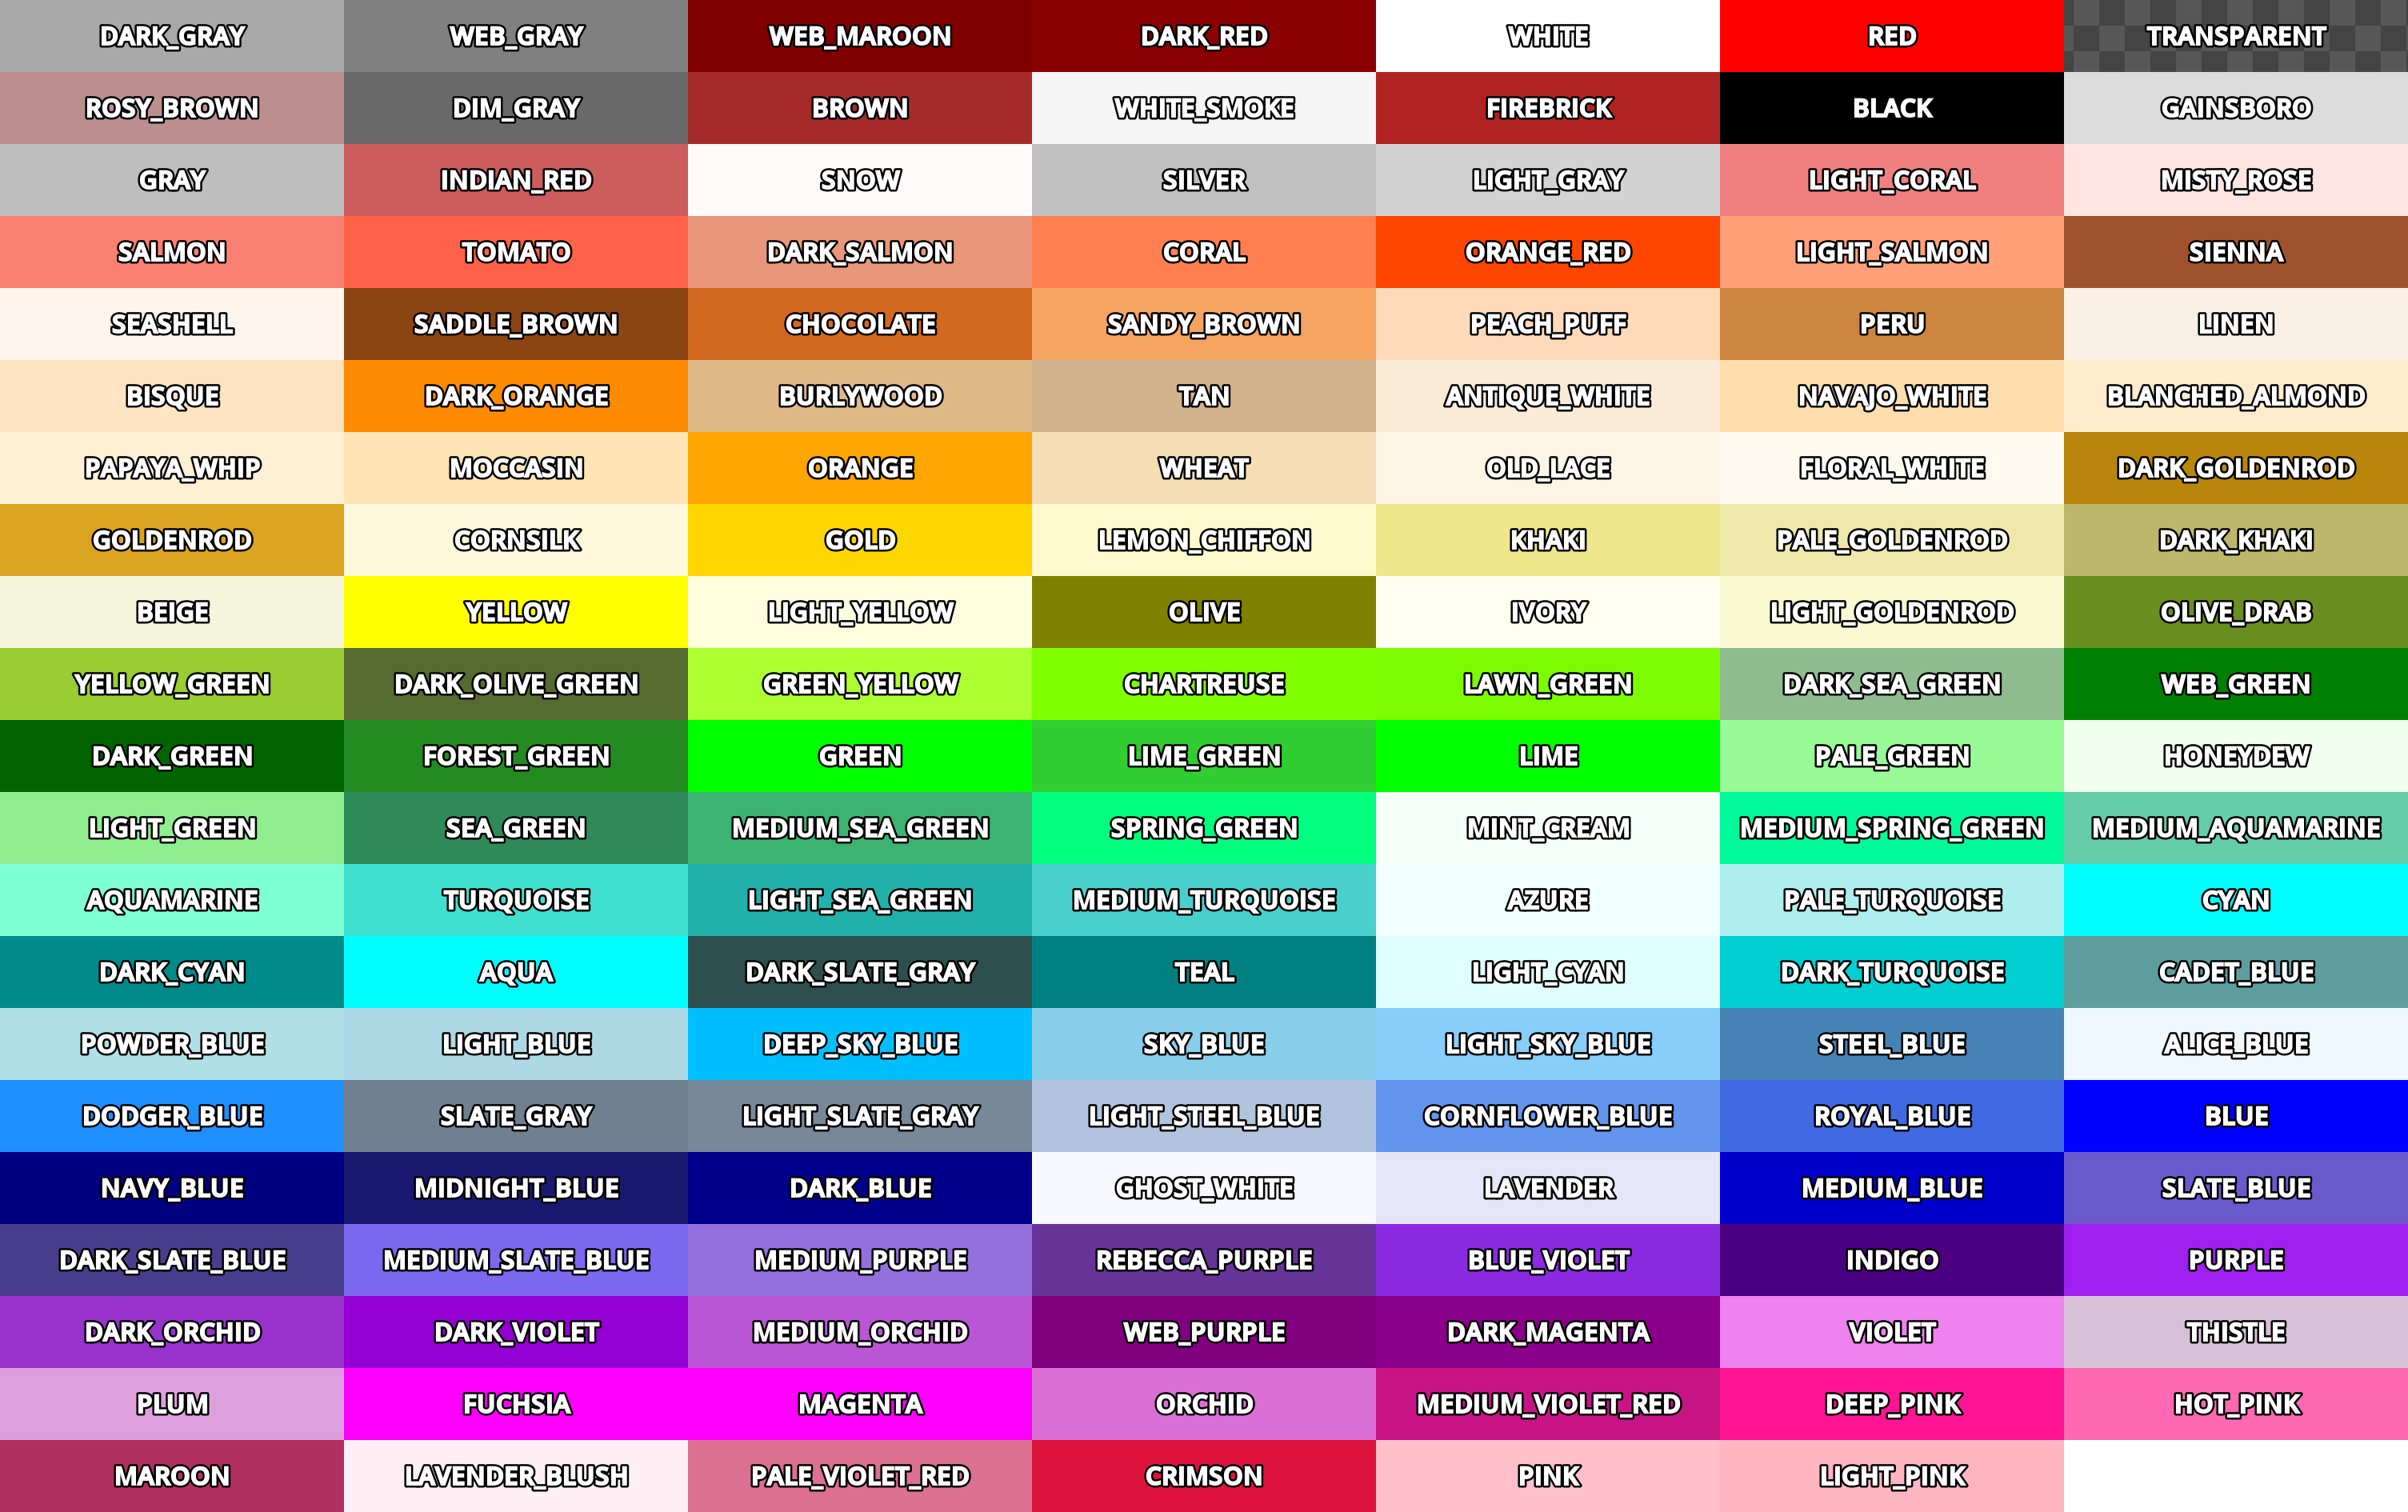 DARK_GRAY WEB_GRAY WEB_MAROON DARK_RED WHITE RED TRANSPARENT
ROSY_BROWN DIM_GRAY BROWN WHITE_SMOKE FIREBRICK BLACK GAINSBORO
GRAY INDIAN_RED SNOW SILVER LIGHT_GRAY LIGHT_CORAL MISTY_ROSE
SALMON TOMATO DARK_SALMON CORAL ORANGE_RED LIGHT_SALMON SIENNA
SEASHELL SADDLE_BROWN CHOCOLATE SANDY_BROWN PEACH_PUFF PERU LINEN
BISQUE DARK_ORANGE BURLYWOOD TAN ANTIQUE_WHITE NAVAJO_WHITE BLANCHED_ALMOND
PAPAYA_WHIP MOCCASIN ORANGE WHEAT OLD_LACE FLORAL_WHITE DARK_GOLDENROD
GOLDENROD CORNSILK GOLD LEMON_CHIFFON KHAKI PALE_GOLDENROD DARK_KHAKI
BEIGE YELLOW LIGHT_YELLOW OLIVE IVORY LIGHT_GOLDENROD OLIVE_DRAB
YELLOW_GREEN DARK_OLIVE_GREEN GREEN_YELLOW CHARTREUSE LAWN_GREEN DARK_SEA_GREEN WEB_GREEN
DARK_GREEN FOREST_GREEN GREEN LIME_GREEN LIME PALE_GREEN HONEYDEW
LIGHT_GREEN SEA_GREEN MEDIUM_SEA_GREEN SPRING_GREEN MINT_CREAM MEDIUM_SPRING_GREEN MEDIUM_AQUAMARINE
AQUAMARINE TURQUOISE LIGHT_SEA_GREEN MEDIUM_TURQUOISE AZURE PALE_TURQUOISE CYAN
DARK_CYAN AQUA DARK_SLATE_GRAY TEAL LIGHT_CYAN DARK_TURQUOISE CADET_BLUE
POWDER_BLUE LIGHT_BLUE DEEP_SKY_BLUE SKY_BLUE LIGHT_SKY_BLUE STEEL_BLUE ALICE_BLUE
DODGER_BLUE SLATE_GRAY LIGHT_SLATE_GRAY LIGHT_STEEL_BLUE CORNFLOWER_BLUE ROYAL_BLUE BLUE
NAVY_BLUE MIDNIGHT_BLUE DARK_BLUE GHOST_WHITE LAVENDER MEDIUM_BLUE SLATE_BLUE
DARK_SLATE_BLUE MEDIUM_SLATE_BLUE MEDIUM_PURPLE REBECCA_PURPLE BLUE_VIOLET INDIGO PURPLE
DARK_ORCHID DARK_VIOLET MEDIUM_ORCHID WEB_PURPLE DARK_MAGENTA VIOLET THISTLE
PLUM FUCHSIA MAGENTA ORCHID MEDIUM_VIOLET_RED DEEP_PINK HOT_PINK
MAROON LAVENDER_BLUSH PALE_VIOLET_RED CRIMSON PINK LIGHT_PINK